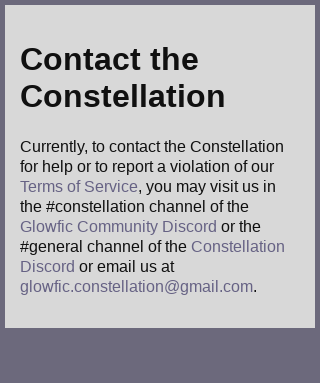 Contact the
Constellation
Currently, to contact the Constellation
for help or to report a violation of our
Terms of Service, you may visit us in
the #constellation channel of the
Glowfic Community Discord or the
#general channel of the Constellation
Discord or email us at
glowfic.constellation@gmail.com.